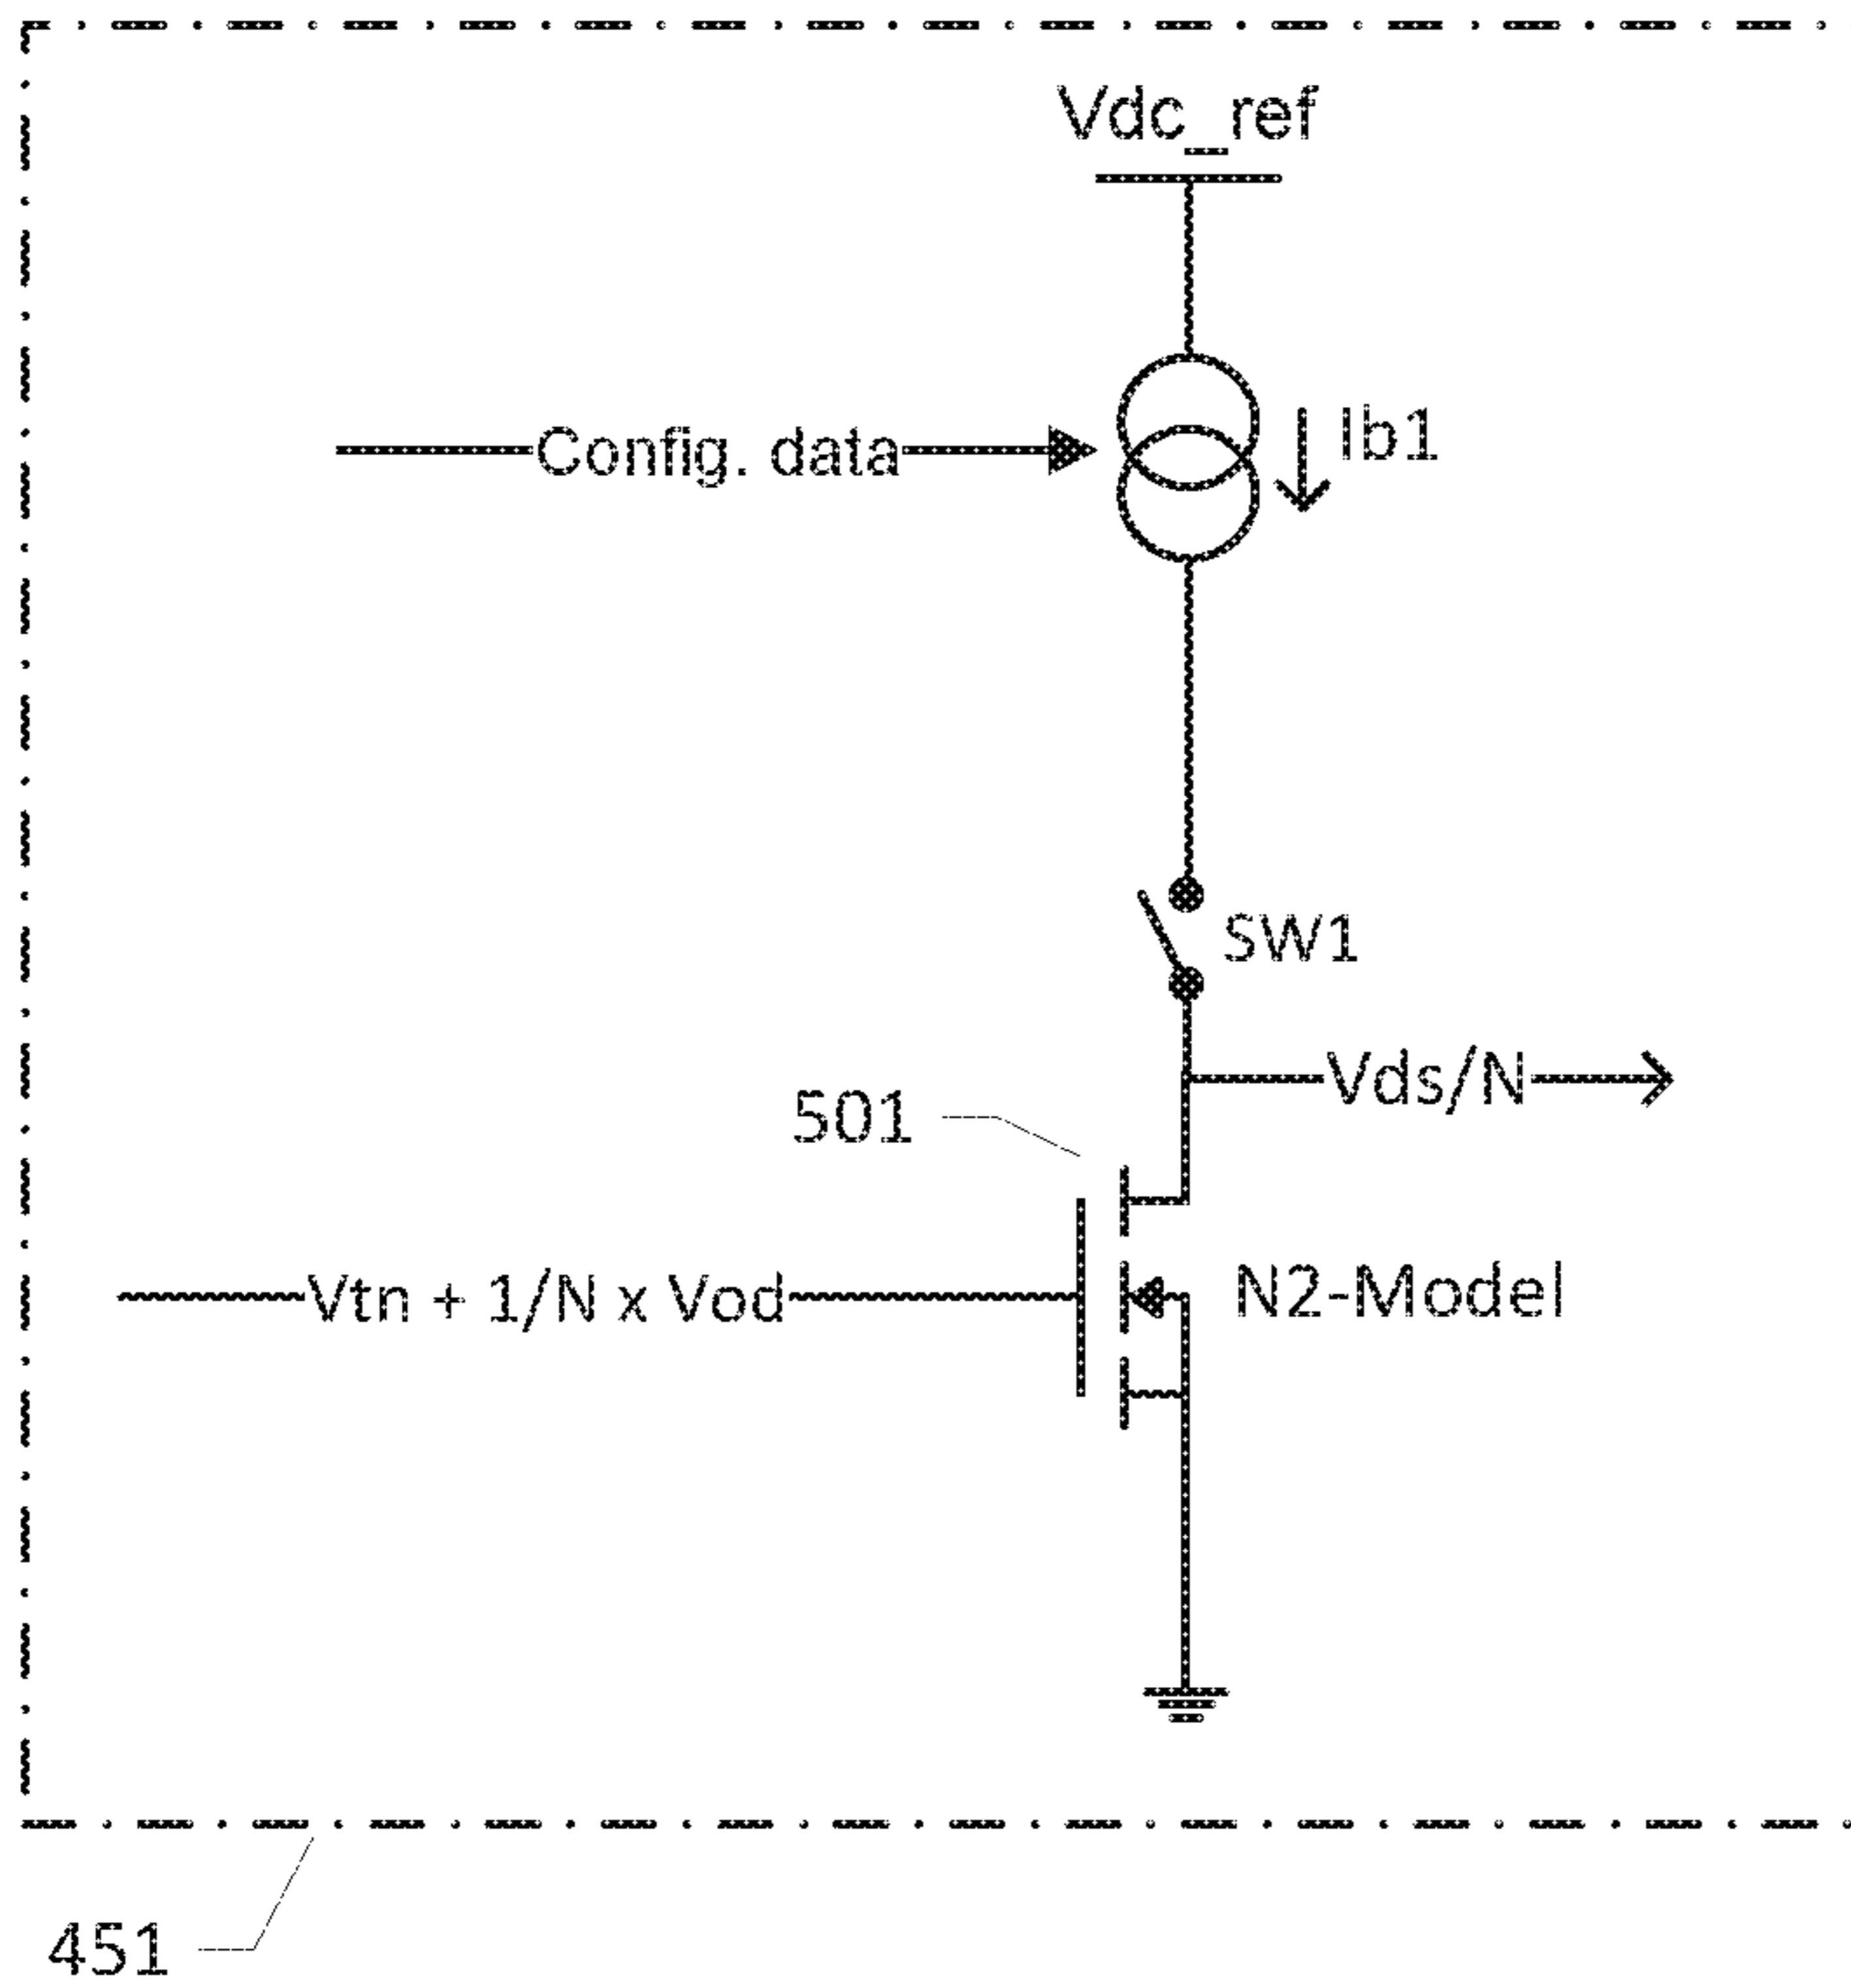 Vdc_ref
Config. data
Ib1
SW1
Vds/N
501
Vtn + 1/N x Vod
N2-Model
451